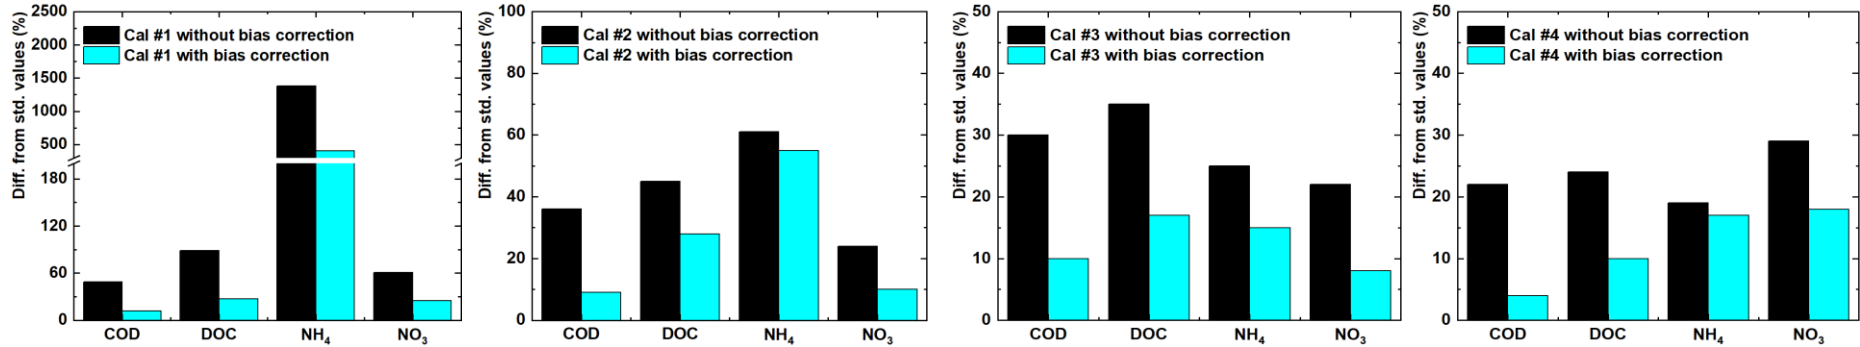 Diff. from std. values (%)
2500
2000
1500
1000
500
180
120
60
0
Cal #1 without bias correction
Cal #1 with bias correction
COD DOC NH₄ NO₃
Diff. from std. values (%)
100
80
60
40
20
0
Cal #2 without bias correction
Cal #2 with bias correction
COD DOC NH₄ NO₃
Diff. from std. values (%)
50
40
30
20
10
0
Cal #3 without bias correction
Cal #3 with bias correction
COD DOC NH₄ NO₃
Diff. from std. values (%)
50
40
30
20
10
0
Cal #4 without bias correction
Cal #4 with bias correction
COD DOC NH₄ NO₃